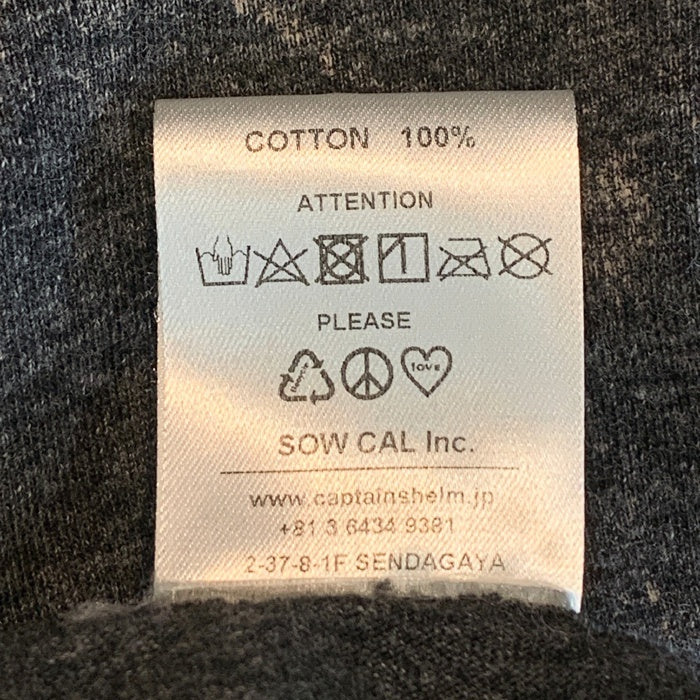 COTTON 100%
ATTENTION
PLEASE
love
SOW CAL Inc.
www.captainshelm.jp
+81 3 6434 9381
2-37-8-1F SENDAGAYA